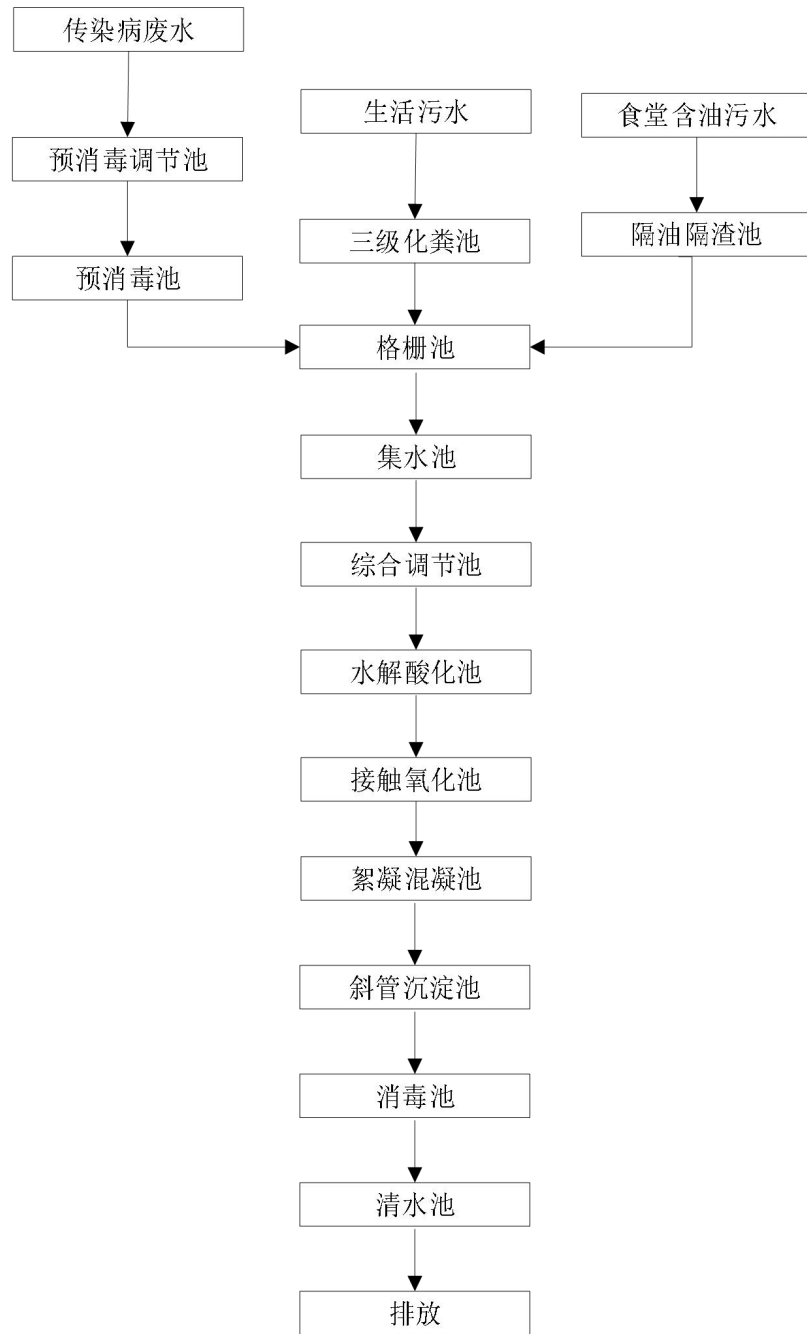 传染病废水
生活污水
食堂含油污水
预消毒调节池
三级化粪池
隔油隔渣池
预消毒池
格栅池
集水池
综合调节池
水解酸化池
接触氧化池
絮凝混凝池
斜管沉淀池
消毒池
清水池
排放